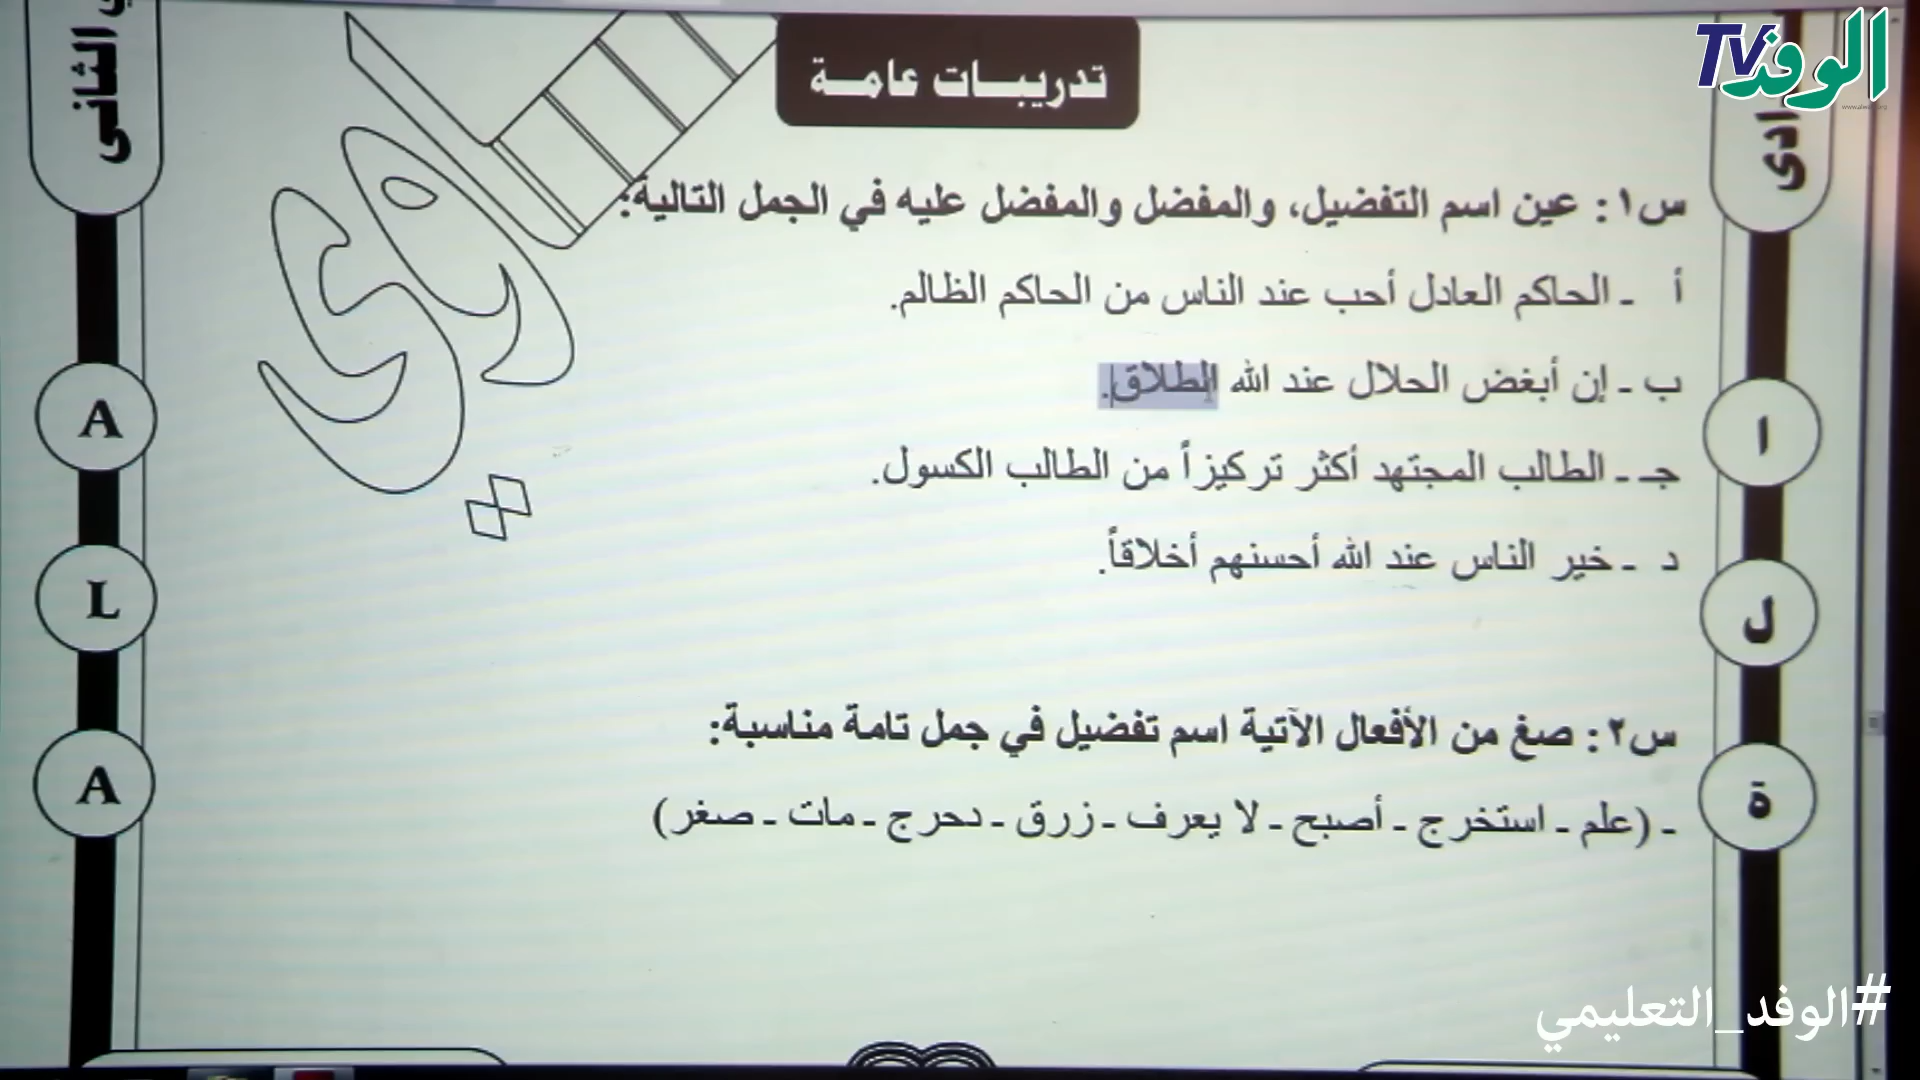 الوفد TV
الثانى
تدريبات عامة
ادى
س١ : عين اسم التفضيل، والمفضل والمفضل عليه في الجمل التالية:
أ ـ الحاكم العادل أحب عند الناس من الحاكم الظالم.
ب ـ إن أبغض الحلال عند الله الطلاق.
جـ ـ الطالب المجتهد أكثر تركيزاً من الطالب الكسول.
د ـ خير الناس عند الله أحسنهم أخلاقاً.
س٢ : صغ من الأفعال الآتية اسم تفضيل في جمل تامة مناسبة:
ـ (علم ـ استخرج ـ أصبح ـ لا يعرف ـ زرق ـ دحرج ـ مات ـ صغر)
A
L
A
ا
ل
ة
#الوفد_التعليمي